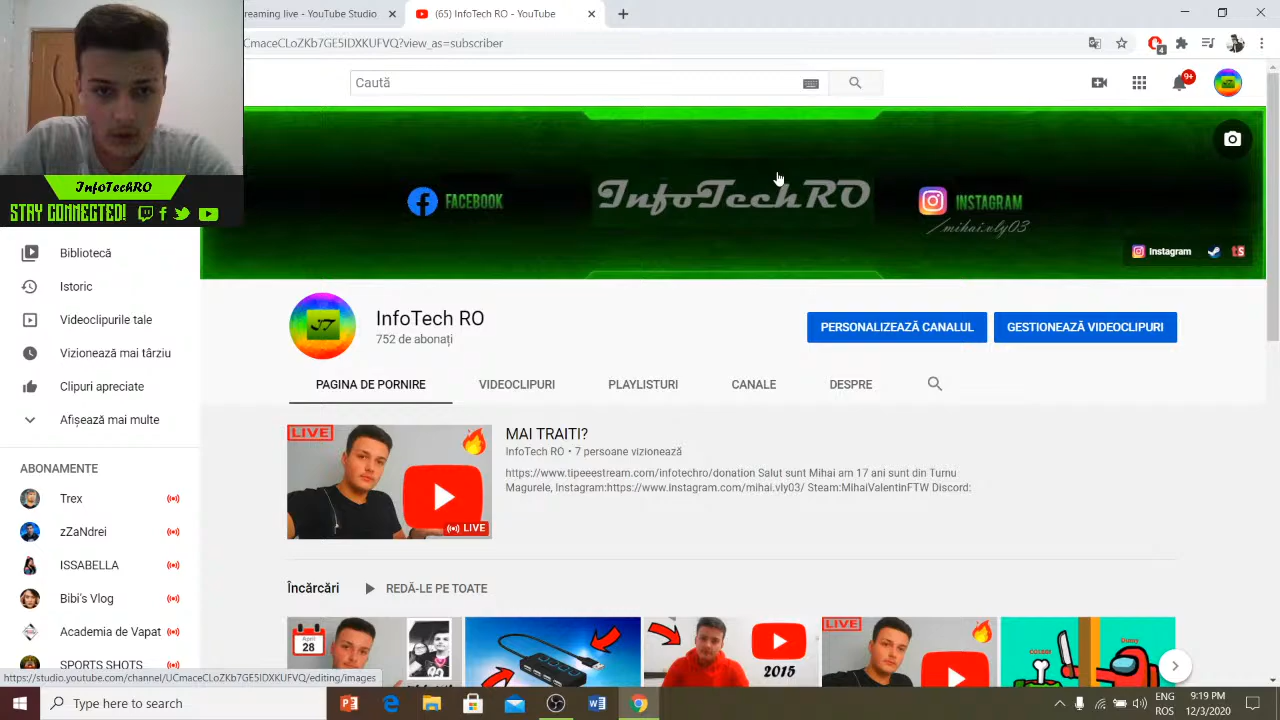 reaming live - YouTube Studio
(65) InfoTech RO - YouTube
CmaceCLoZKb7GE5IDXKUFVQ?view_as=subscriber
4
Caută
9+
InfoTechRO
STAY CONNECTED!
FACEBOOK
InfoTechRO
INSTAGRAM
/mihai.vly03
Instagram
Bibliotecă
Istoric
Videoclipurile tale
Vizionează mai târziu
Clipuri apreciate
Afișează mai multe
ABONAMENTE
Trex
zZaNdrei
ISSABELLA
Bibi's Vlog
Academia de Vapat
SPORTS SHOTS
IT
InfoTech RO
752 de abonați
PERSONALIZEAZĂ CANALUL
GESTIONEAZĂ VIDEOCLIPURI
PAGINA DE PORNIRE
VIDEOCLIPURI
PLAYLISTURI
CANALE
DESPRE
LIVE
LIVE
MAI TRAITI?
InfoTech RO • 7 persoane vizionează
https://www.tipeeestream.com/infotechro/donation Salut sunt Mihai am 17 ani sunt din Turnu
Magurele, Instagram:https://www.instagram.com/mihai.vly03/ Steam:MihaiValentinFTW Discord:
Încărcări
REDĂ-LE PE TOATE
April
28
2015
LIVE
https://studio.youtube.com/channel/UCmaceCLoZKb7GE5IDXKUFVQ/editing/images
Type here to search
ENG
ROS
9:19 PM
12/3/2020